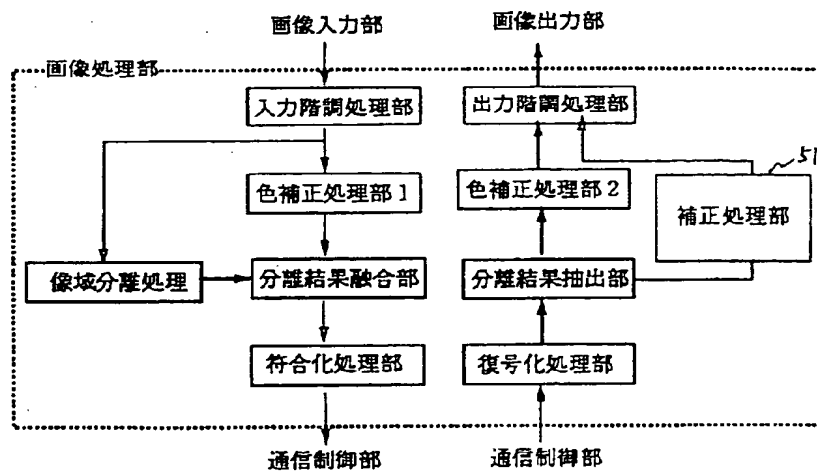 画像入力部
画像出力部
画像処理部
入力階調処理部
出力階調処理部
51
色補正処理部1
色補正処理部2
補正処理部
像域分離処理
分離結果融合部
分離結果抽出部
符合化処理部
復号化処理部
通信制御部
通信制御部